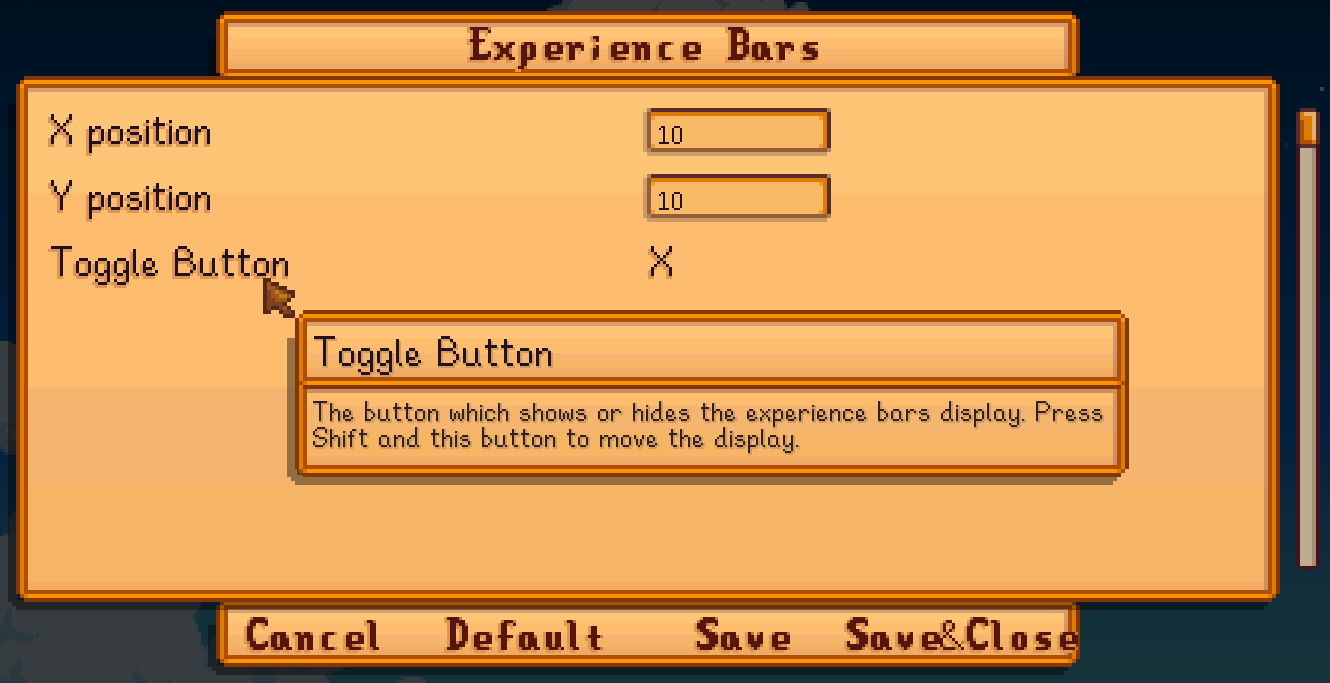 Experience Bars
X position
10
Y position
10
Toggle Button
X
Toggle Button
The button which shows or hides the experience bars display. Press
Shift and this button to move the display.
Cancel Default Save Save&Close